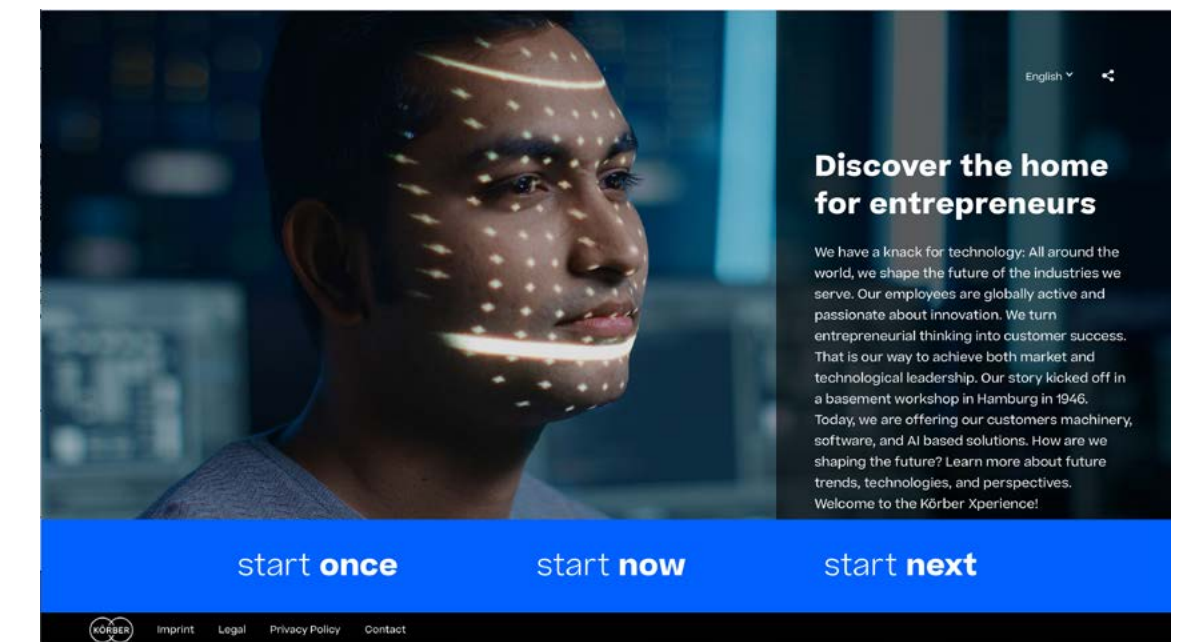 English
Discover the home
for entrepreneurs
We have a knack for technology: All around the
world, we shape the future of the industries we
serve. Our employees are globally active and
passionate about innovation. We turn
entrepreneurial thinking into customer success.
That is our way to achieve both market and
technological leadership. Our story kicked off in
a basement workshop in Hamburg in 1946.
Today, we are offering our customers machinery,
software, and AI based solutions. How are we
shaping the future? Learn more about future
trends, technologies, and perspectives.
Welcome to the Körber Xperience!
start once start now start next
KÖRBER Imprint Legal Privacy Policy Contact